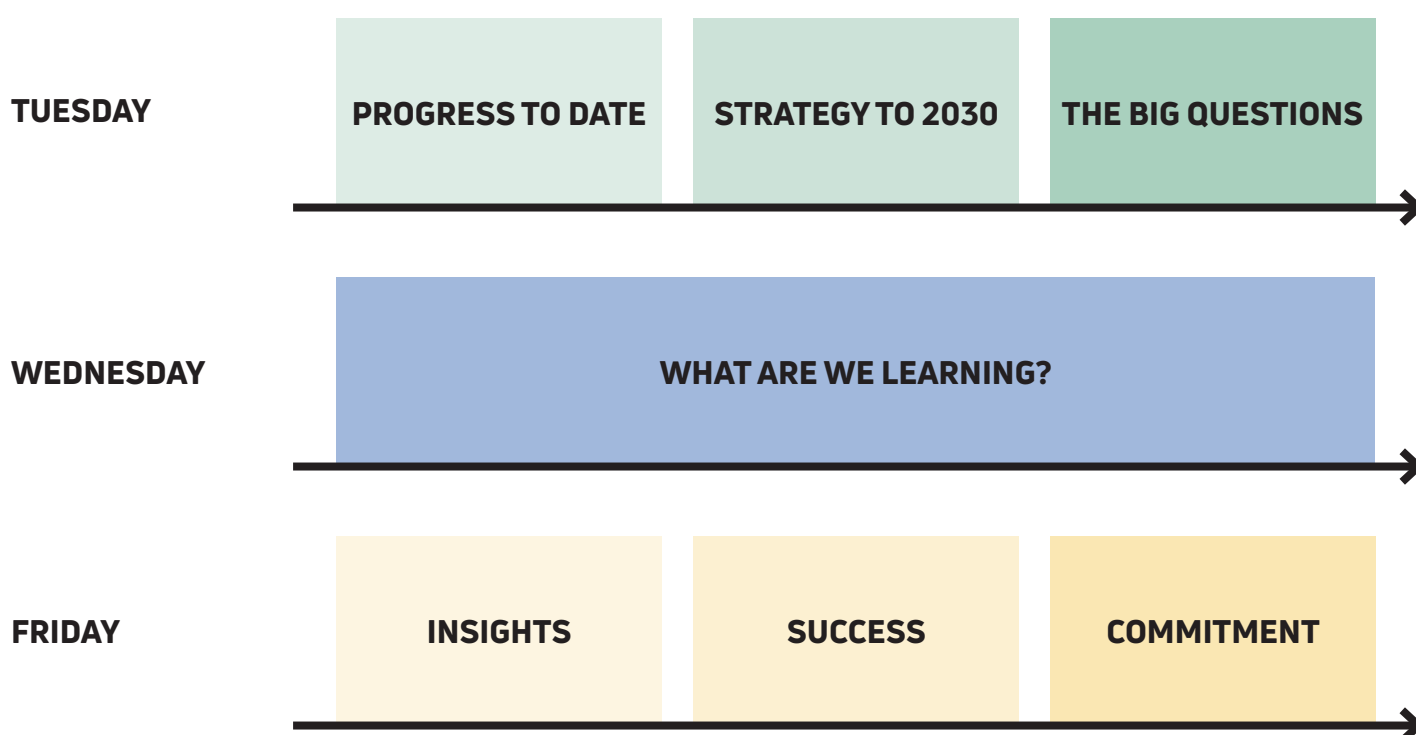 TUESDAY
PROGRESS TO DATE
STRATEGY TO 2030
THE BIG QUESTIONS
WEDNESDAY
WHAT ARE WE LEARNING?
FRIDAY
INSIGHTS
SUCCESS
COMMITMENT